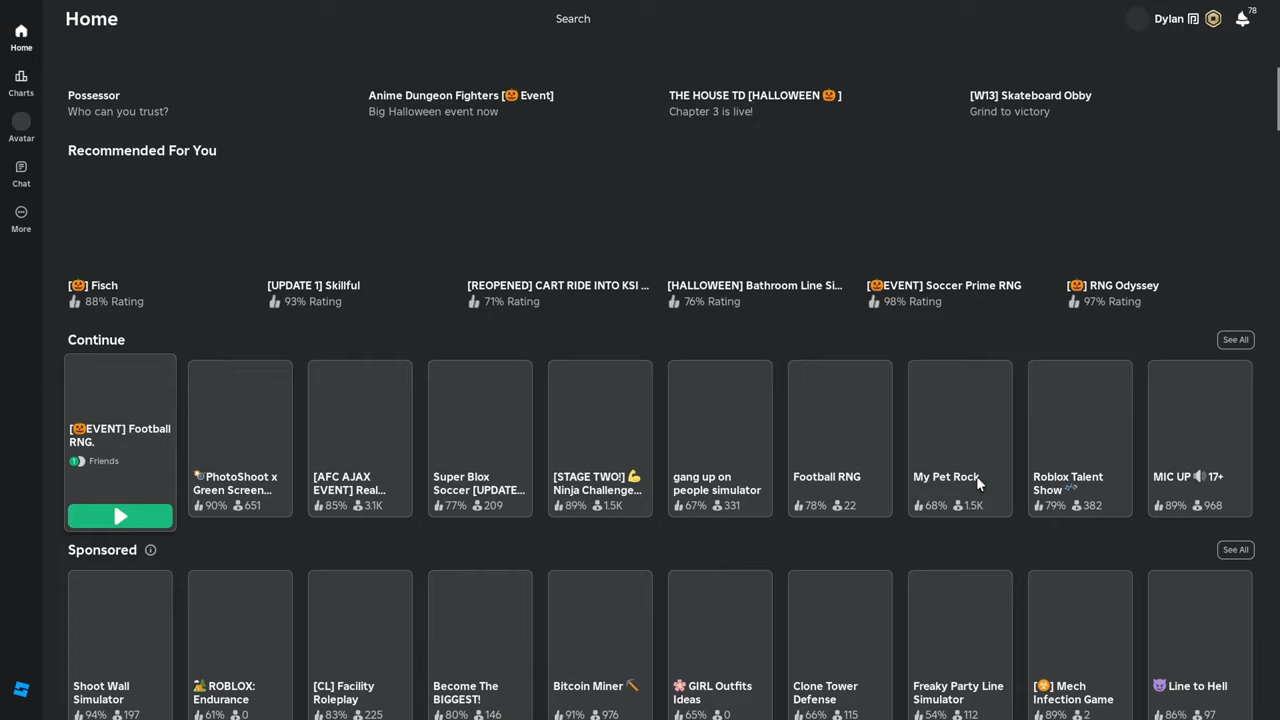 Home
Search
Dylan
78
Home
Charts
Avatar
Chat
More
Possessor
Who can you trust?
Anime Dungeon Fighters [🎃 Event]
Big Halloween event now
THE HOUSE TD [HALLOWEEN 🎃 ]
Chapter 3 is live!
[W13] Skateboard Obby
Grind to victory
Recommended For You
[🎃] Fisch
88% Rating
[UPDATE 1] Skillful
93% Rating
[REOPENED] CART RIDE INTO KSI ...
71% Rating
[HALLOWEEN] Bathroom Line Si...
76% Rating
[🎃EVENT] Soccer Prime RNG
98% Rating
[🎃] RNG Odyssey
97% Rating
Continue
See All
[🎃EVENT] Football
RNG.
1 Friends
PhotoShoot x
Green Screen...
90% 651
[AFC AJAX
EVENT] Real...
85% 3.1K
Super Blox
Soccer [UPDATE...
77% 209
[STAGE TWO!] 💪
Ninja Challenge...
89% 1.5K
gang up on
people simulator
67% 331
Football RNG
78% 22
My Pet Rock
68% 1.5K
Roblox Talent
Show 🎶
79% 382
MIC UP 🔊 17+
89% 968
Sponsored
See All
Shoot Wall
Simulator
94% 197
🏕️ROBLOX:
Endurance
61% 0
[CL] Facility
Roleplay
83% 225
Become The
BIGGEST!
80% 146
Bitcoin Miner ⛏️
91% 976
🌸 GIRL Outfits
Ideas
65% 0
Clone Tower
Defense
66% 115
Freaky Party Line
Simulator
54% 112
[☣️] Mech
Infection Game
89% 2
😈 Line to Hell
86% 97